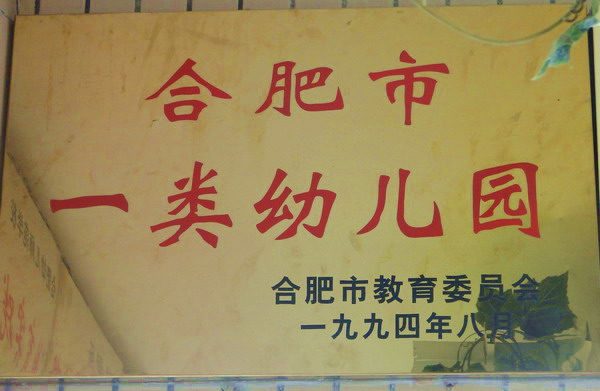 合肥市
一类幼儿园
合肥市教育委员会
一九九四年八月